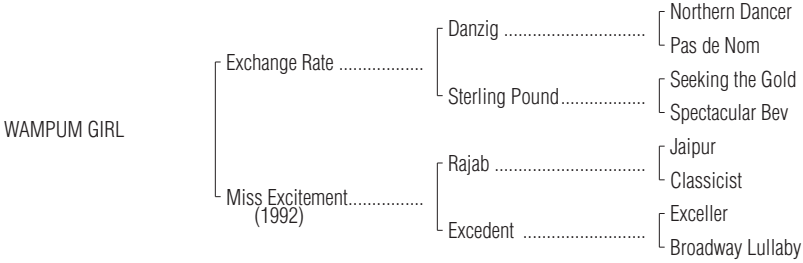 Northern Dancer
Danzig ..............................
Pas de Nom
Exchange Rate ..................
Seeking the Gold
Sterling Pound..................
Spectacular Bev
WAMPUM GIRL
Jaipur
Rajab ................................
Classicist
Miss Excitement................
(1992)
Exceller
Excedent ..........................
Broadway Lullaby